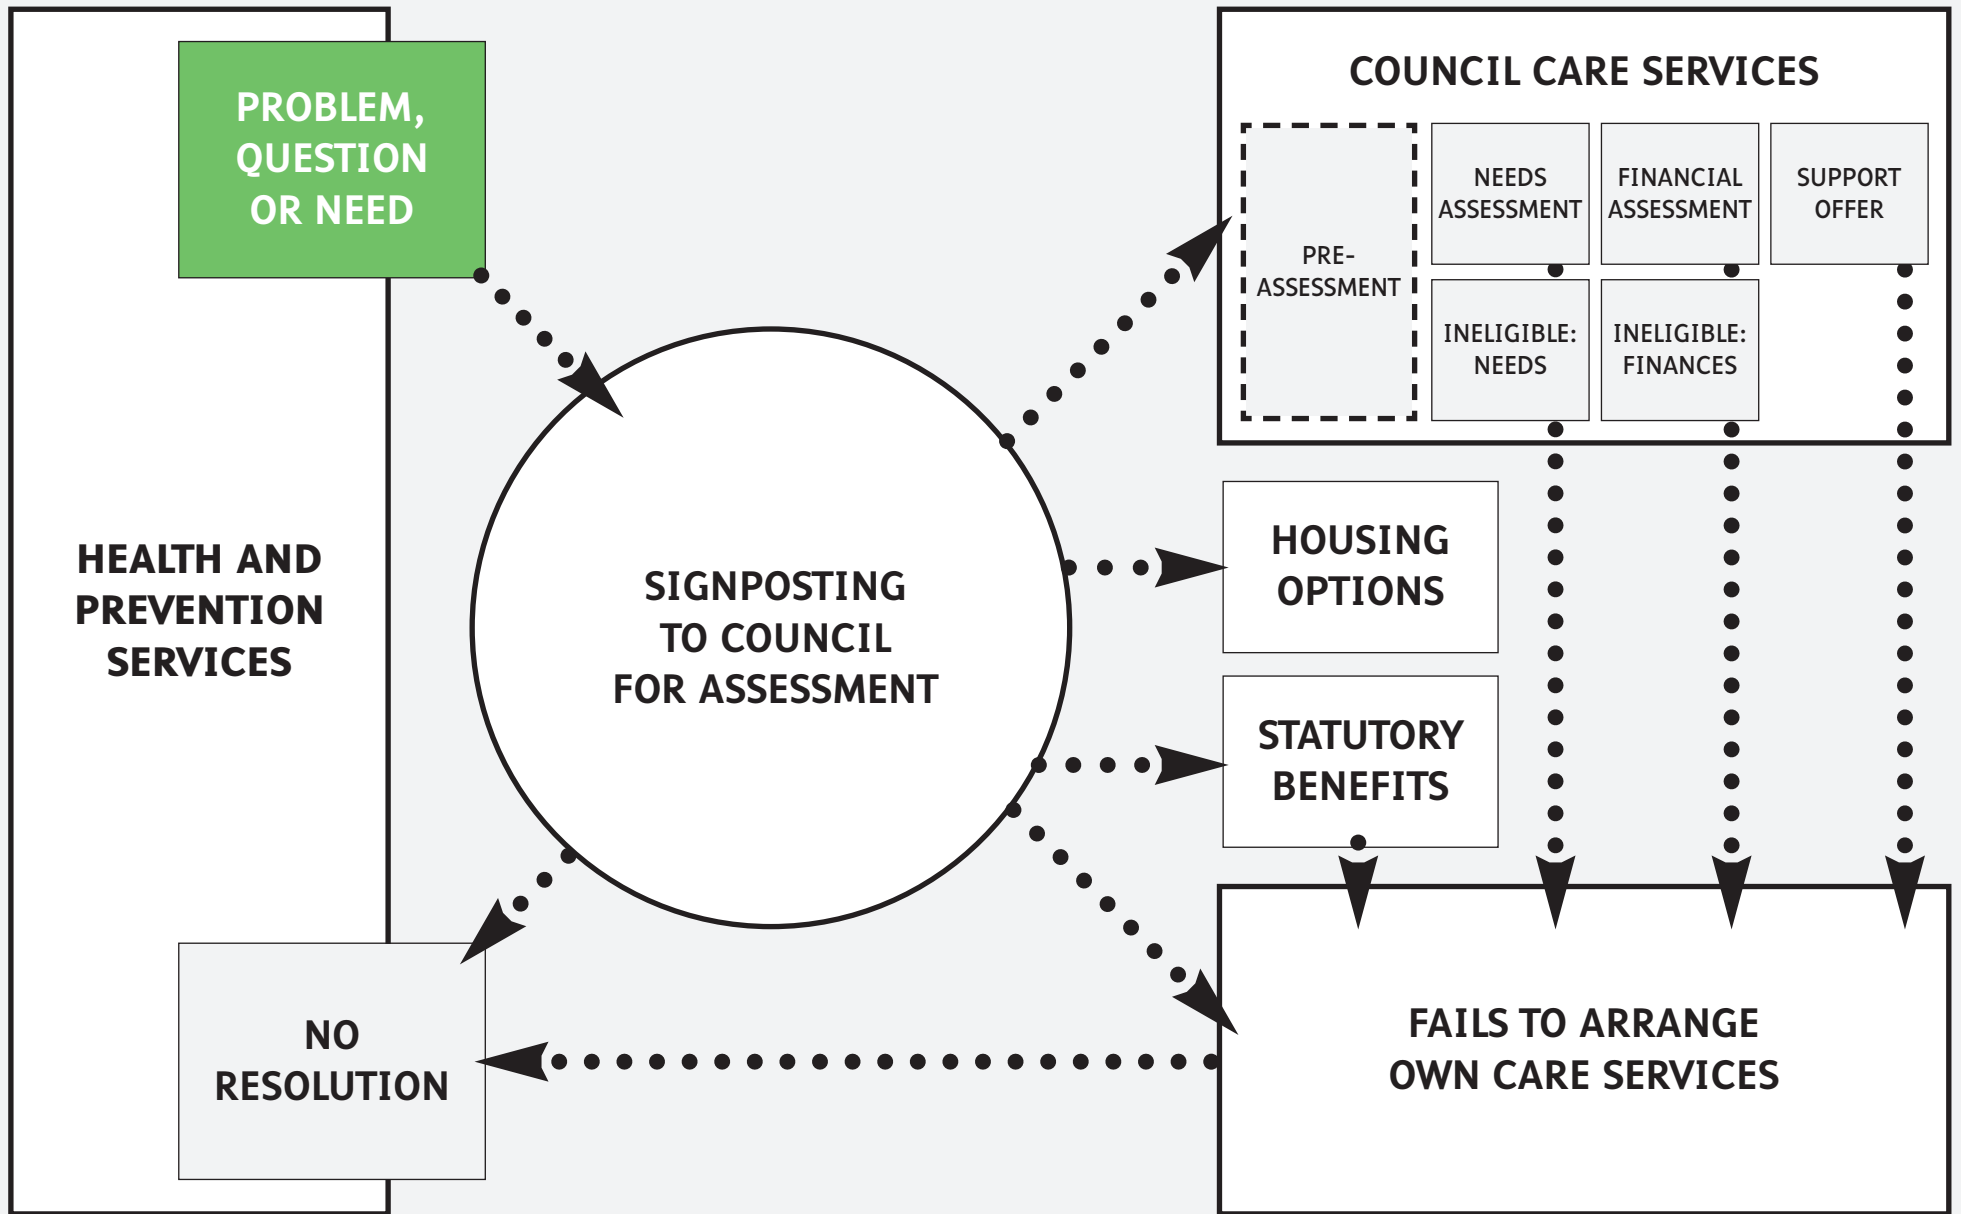 PROBLEM,
QUESTION
OR NEED
HEALTH AND
PREVENTION
SERVICES
SIGNPOSTING
TO COUNCIL
FOR ASSESSMENT
NO
RESOLUTION
COUNCIL CARE SERVICES
PRE-
ASSESSMENT
NEEDS
ASSESSMENT
FINANCIAL
ASSESSMENT
SUPPORT
OFFER
INELIGIBLE:
NEEDS
INELIGIBLE:
FINANCES
HOUSING
OPTIONS
STATUTORY
BENEFITS
FAILS TO ARRANGE
OWN CARE SERVICES